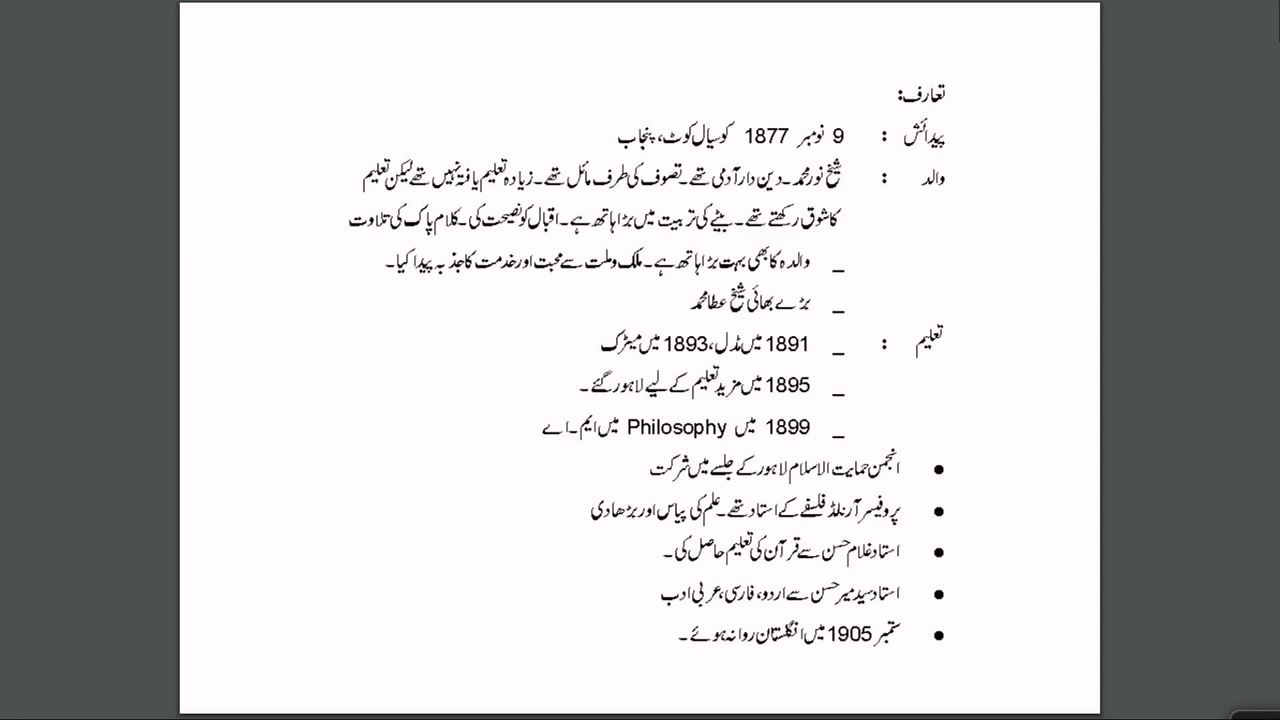 تعارف:
پیدائش : 9 نومبر 1877 کو سیال کوٹ، پنجاب
والد : شیخ نور محمد۔ دین دار آدمی تھے۔ تصوف کی طرف مائل تھے۔ زیادہ تعلیم یافتہ نہیں تھے لیکن تعلیم
کا شوق رکھتے تھے۔ بیٹے کی تربیت میں بڑا ہاتھ ہے۔ اقبال کو نصیحت کی۔ کلام پاک کی تلاوت
_ والدہ کا بھی بہت بڑا ہاتھ ہے۔ ملک و ملت سے محبت اور خدمت کا جذبہ پیدا کیا۔
_ بڑے بھائی شیخ عطا محمد
تعلیم : _ 1891 میں مڈل، 1893 میں میٹرک
_ 1895 میں مزید تعلیم کے لیے لاہور گئے۔
_ 1899 میں Philosophy میں ایم۔اے
• انجمن حمایت الاسلام لاہور کے جلسے میں شرکت
• پروفیسر آرنلڈ فلسفے کے استاد تھے۔ علم کی پیاس اور بڑھا دی
• استاد غلام حسن سے قرآن کی تعلیم حاصل کی۔
• استاد سید میر حسن سے اردو، فارسی، عربی ادب
• ستمبر 1905 میں انگلستان روانہ ہوئے۔